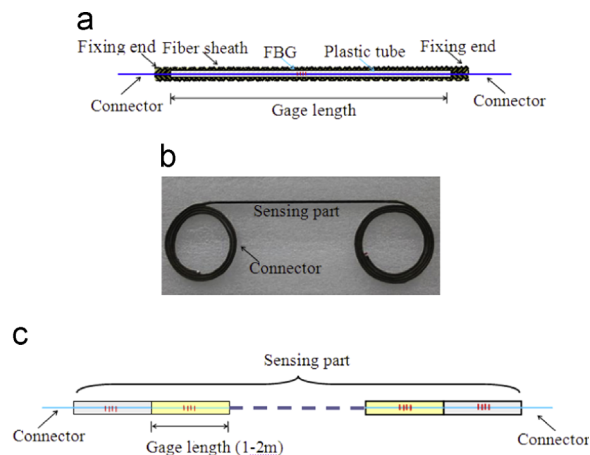 a
Fixing end Fiber sheath FBG Plastic tube Fixing end
Connector Connector
Gage length
b
Sensing part
Connector
c
Sensing part
Connector Connector
Gage length (1-2m)